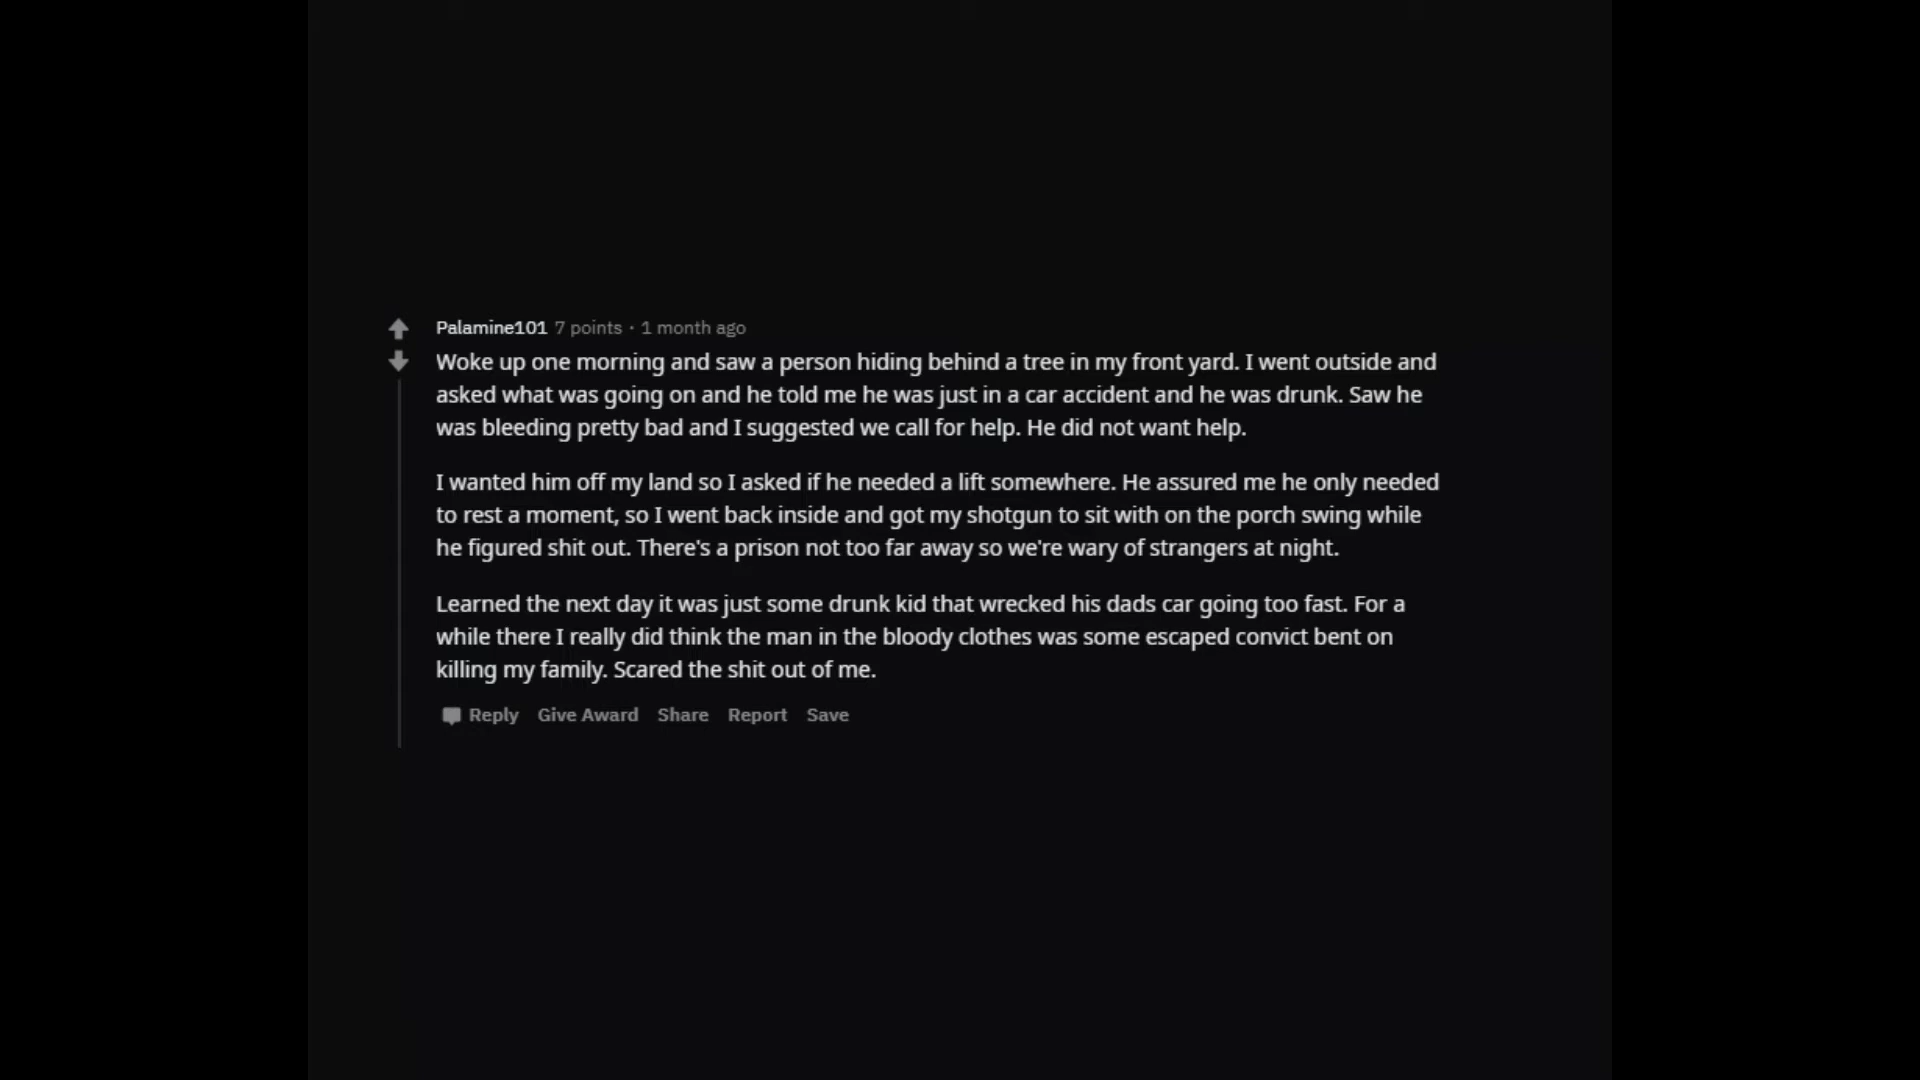 Palamine101 7 points · 1 month ago
Woke up one morning and saw a person hiding behind a tree in my front yard. I went outside and
asked what was going on and he told me he was just in a car accident and he was drunk. Saw he
was bleeding pretty bad and I suggested we call for help. He did not want help.
I wanted him off my land so I asked if he needed a lift somewhere. He assured me he only needed
to rest a moment, so I went back inside and got my shotgun to sit with on the porch swing while
he figured shit out. There's a prison not too far away so we're wary of strangers at night.
Learned the next day it was just some drunk kid that wrecked his dads car going too fast. For a
while there I really did think the man in the bloody clothes was some escaped convict bent on
killing my family. Scared the shit out of me.
Reply Give Award Share Report Save